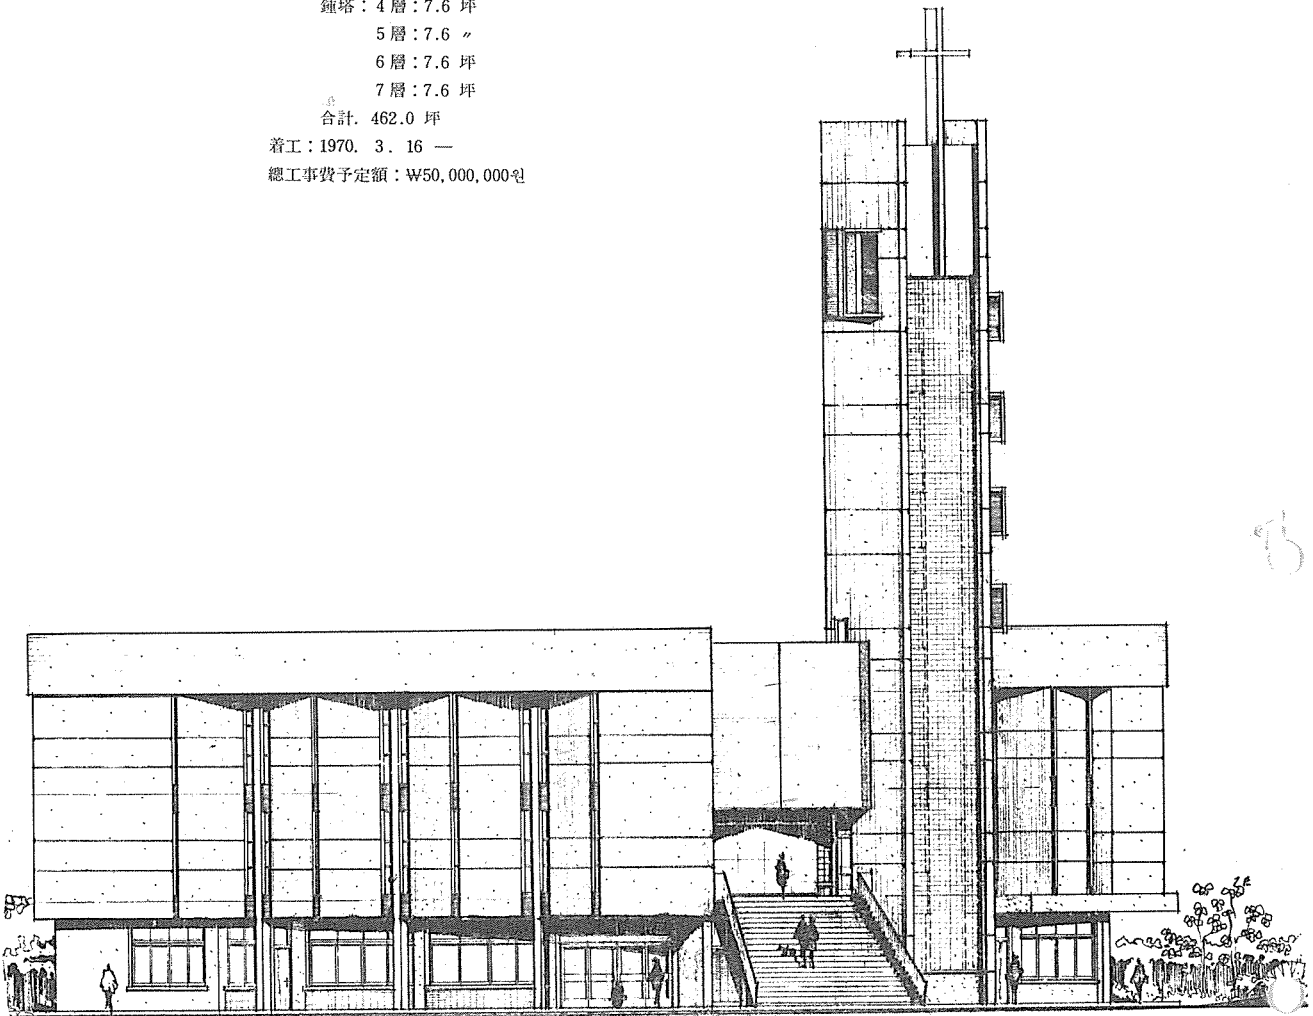 鍾塔 : 4 層 : 7.6 坪
5 層 : 7.6 〃
6 層 : 7.6 坪
7 層 : 7.6 坪
合計. 462.0 坪
着工 : 1970. 3. 16 —
總工事費予定額 : ₩50,000,000원